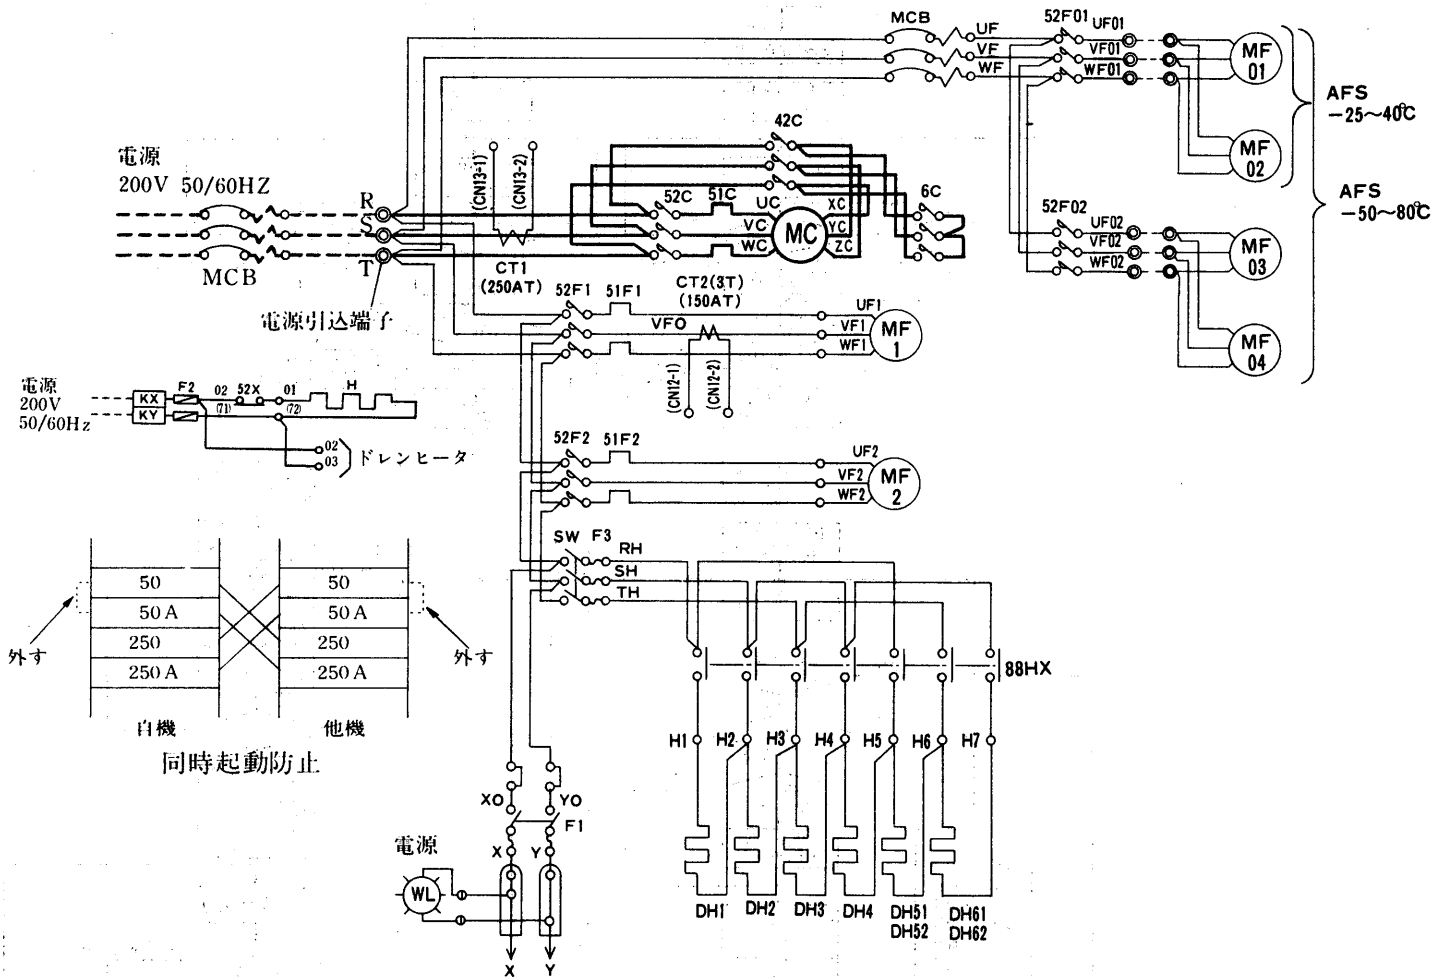 MCB
UF
VF
WF
52F01
UF01
VF01
WF01
MF
01
AFS
-25～40℃
MF
02
AFS
-50～80℃
電源
200V 50/60HZ
R
S
T
MCB
電源引込端子
(CN13-1)
(CN13-2)
CT1
(250AT)
52C
51C
42C
UC
VC
WC
MC
XC
YC
ZC
6C
CT2(3T)
(150AT)
52F02
UF02
VF02
WF02
MF
03
MF
04
52F1
51F1
VFO
UF1
VF1
WF1
MF
1
(CN12-1)
(CN12-2)
電源
200V
50/60Hz
KX
KY
F2
02
(71)
52X
01
(72)
H
02
03
ドレンヒータ
52F2
51F2
UF2
VF2
WF2
MF
2
SW
F3
RH
SH
TH
50
50A
250
250A
50
50A
250
250A
外す
外す
自機
他機
同時起動防止
88HX
H1
H2
H3
H4
H5
H6
H7
XO
YO
F1
X
Y
電源
WL
X
Y
DH1
DH2
DH3
DH4
DH51
DH52
DH61
DH62